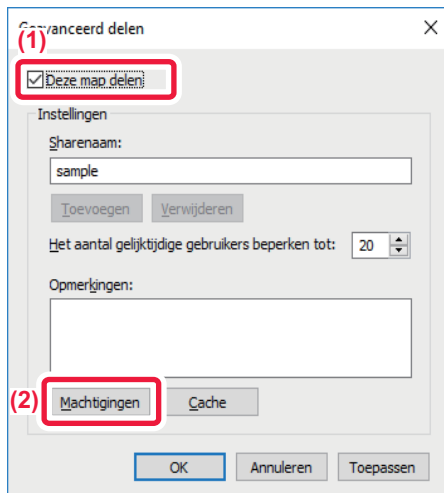 Geavanceerd delen
(1)
Deze map delen
Instellingen
Sharenaam:
sample
Toevoegen Verwijderen
Het aantal gelijktijdige gebruikers beperken tot: 20
Opmerkingen:
(2) Machtigingen Cache
OK Annuleren Toepassen